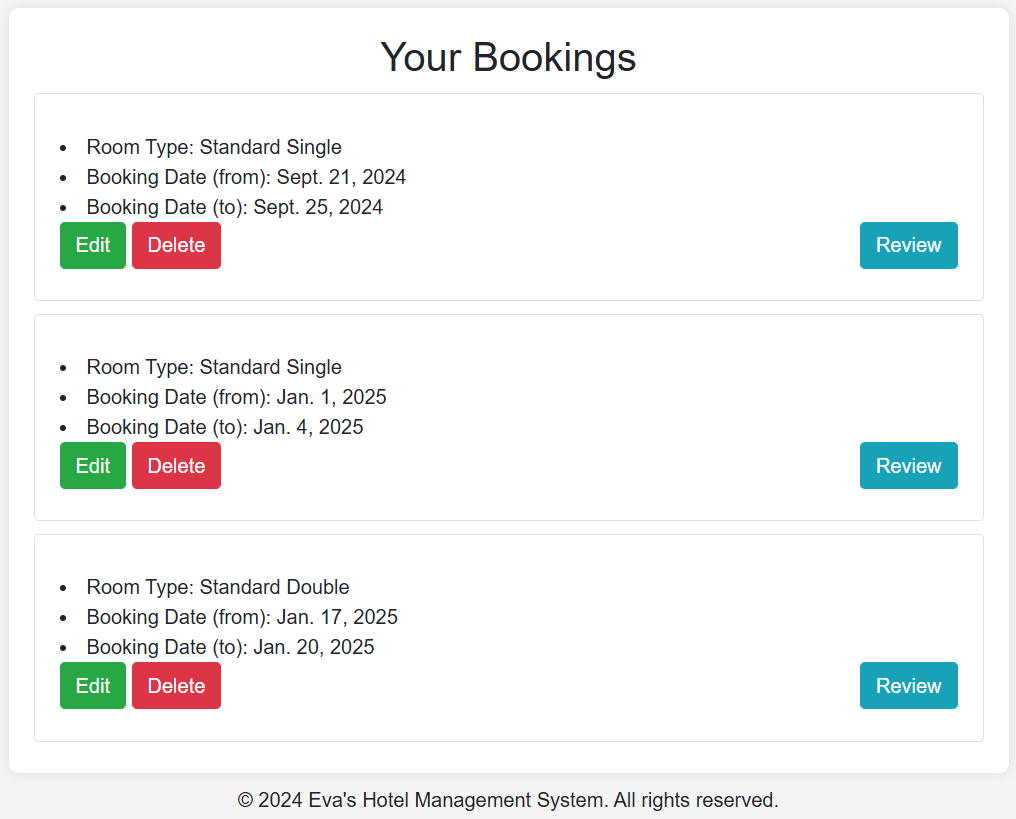 Your Bookings
Room Type: Standard Single
Booking Date (from): Sept. 21, 2024
Booking Date (to): Sept. 25, 2024
Edit Delete Review
Room Type: Standard Single
Booking Date (from): Jan. 1, 2025
Booking Date (to): Jan. 4, 2025
Edit Delete Review
Room Type: Standard Double
Booking Date (from): Jan. 17, 2025
Booking Date (to): Jan. 20, 2025
Edit Delete Review
© 2024 Eva's Hotel Management System. All rights reserved.